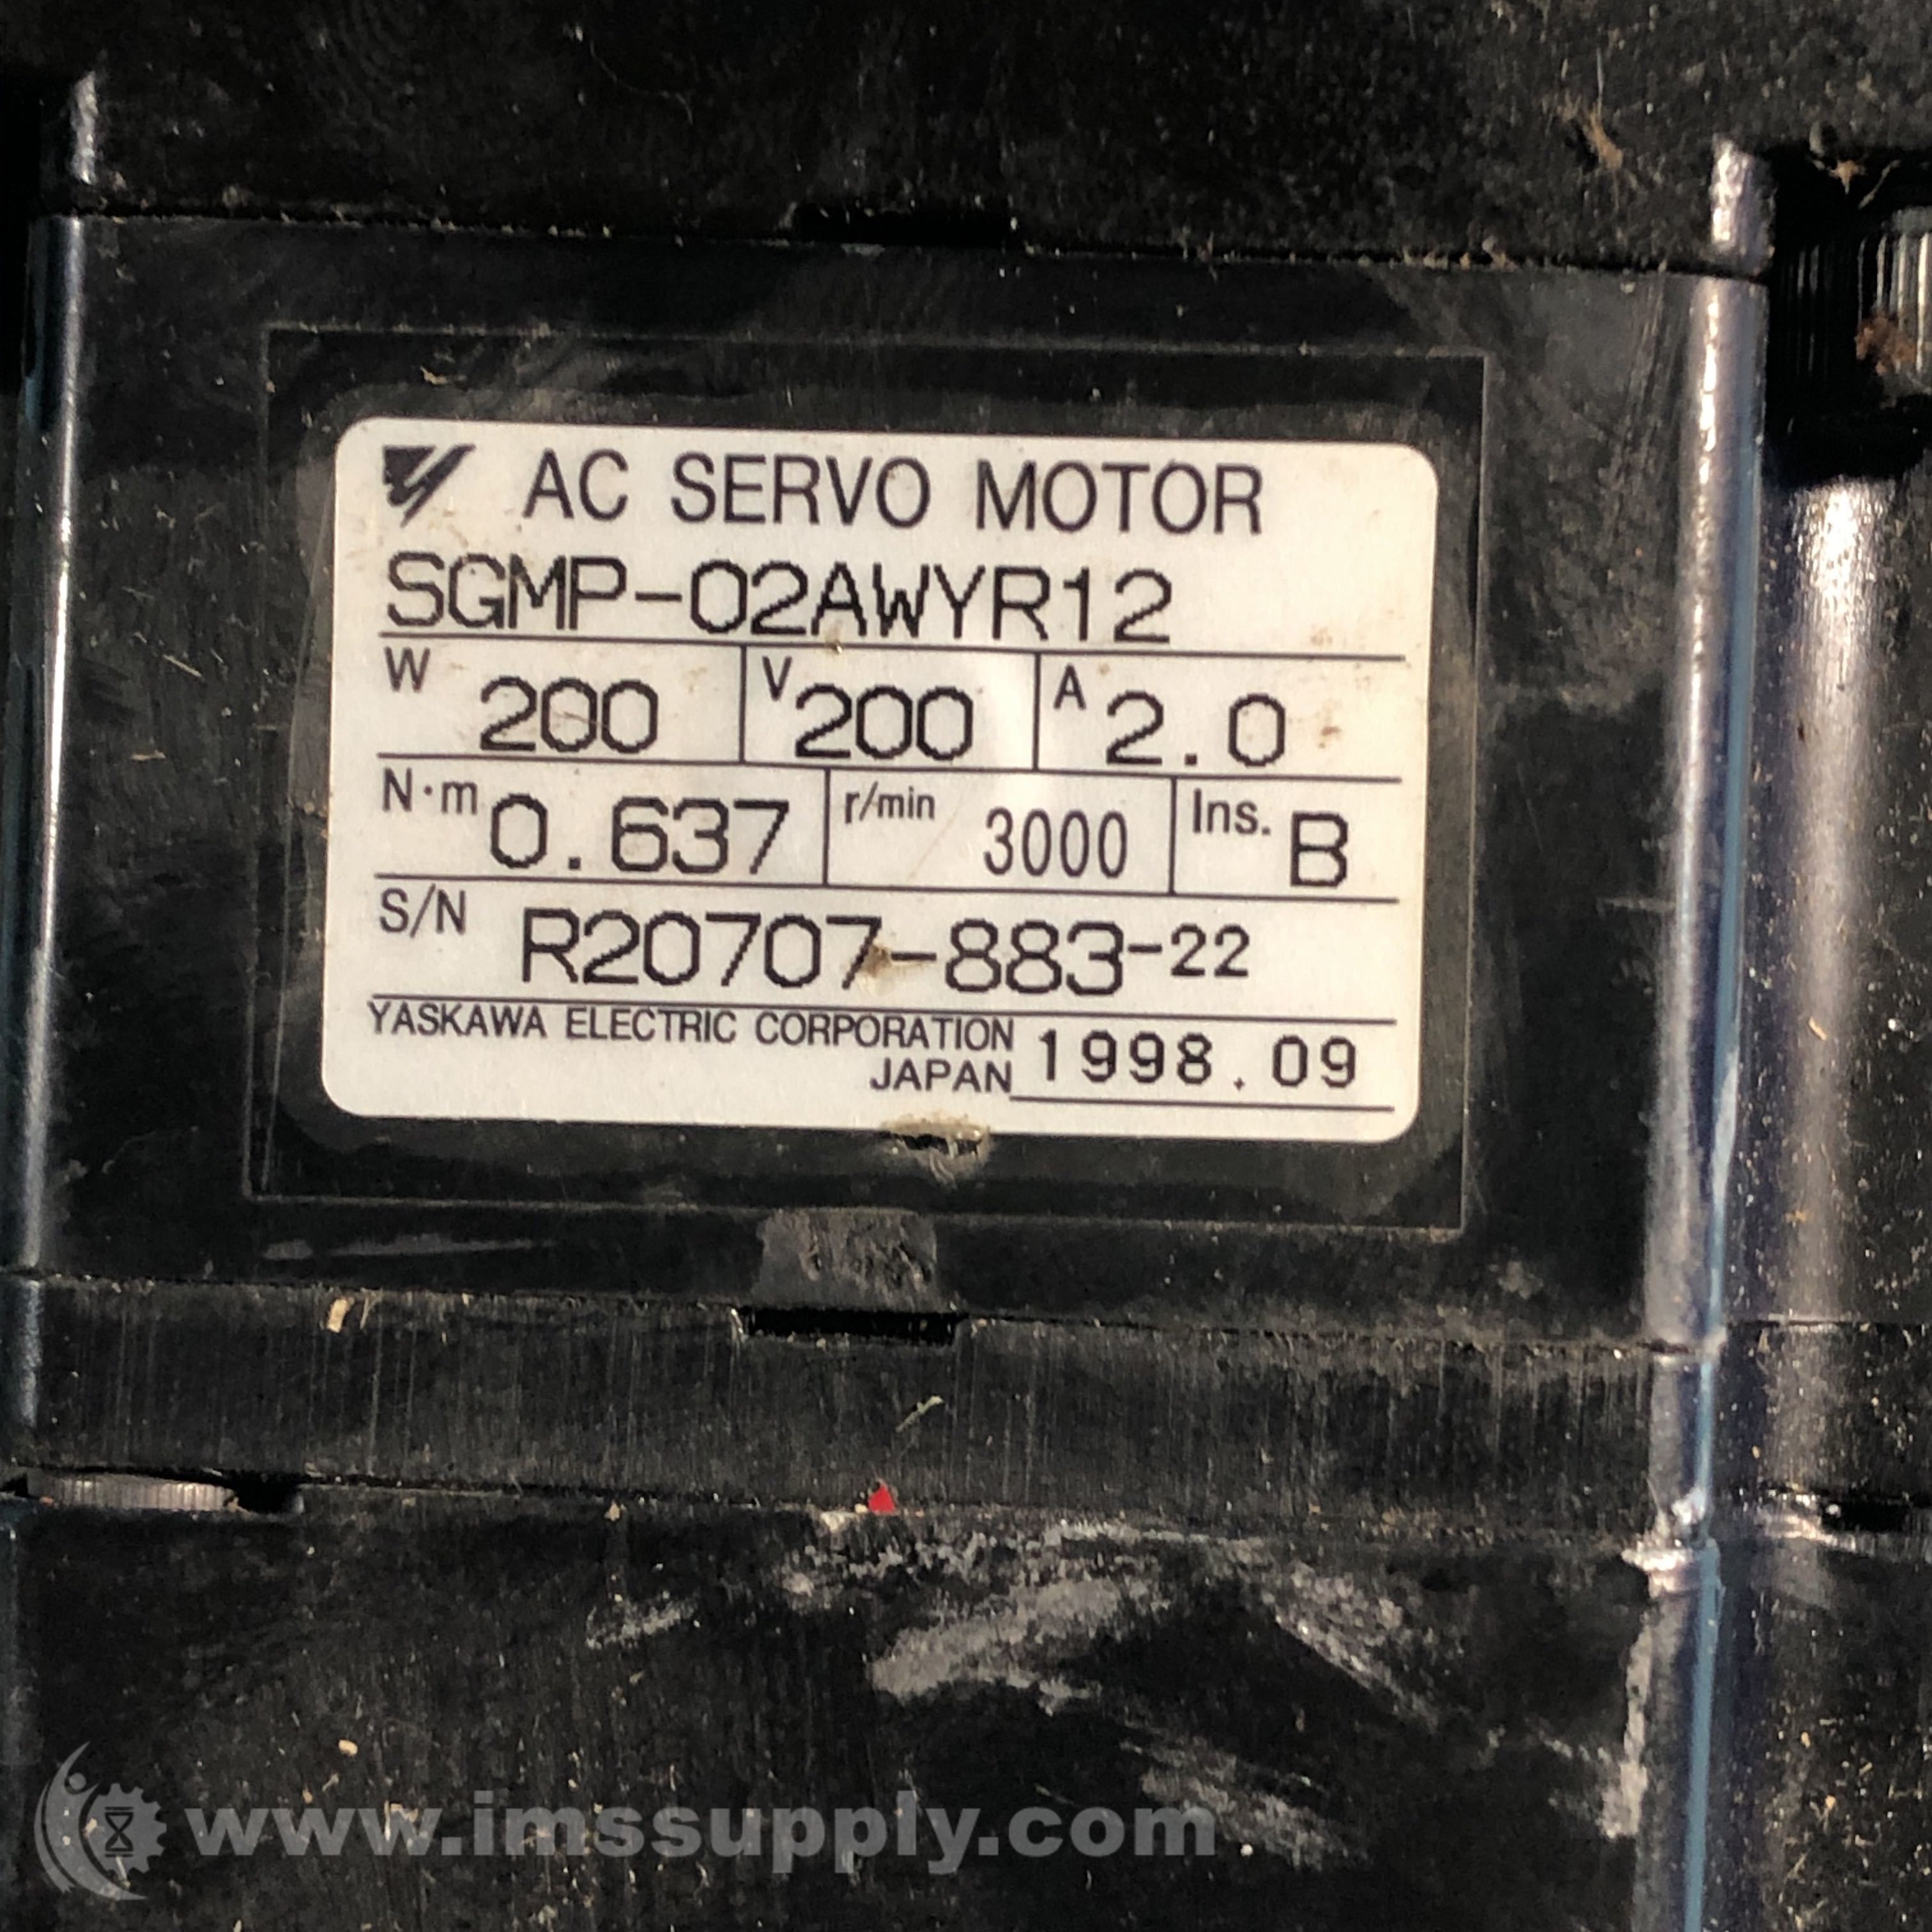 AC SERVO MOTOR
SGMP-02AWYR12
W 200 V 200 A 2.0
N·m 0.637 r/min 3000 Ins. B
S/N R20707-883-22
YASKAWA ELECTRIC CORPORATION
JAPAN 1998.09
www.imssupply.com